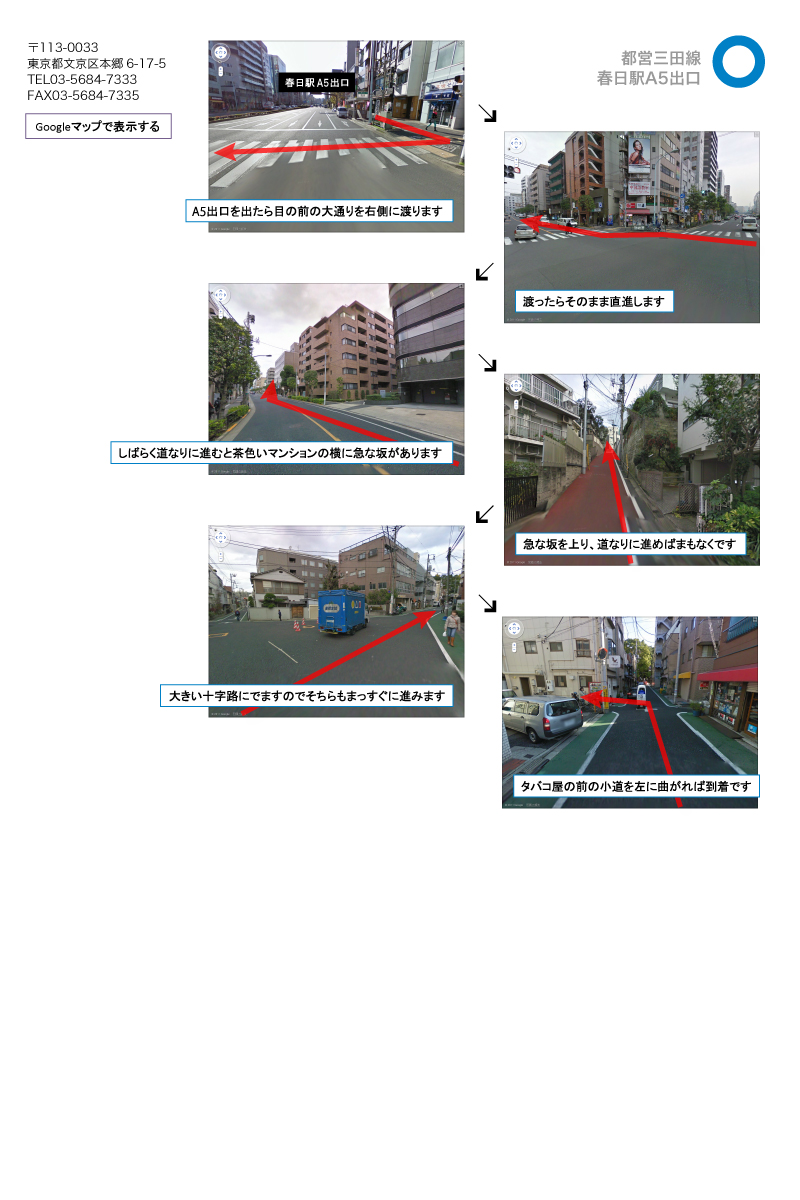 〒113-0033
東京都文京区本郷 6-17-5
TEL03-5684-7333
FAX03-5684-7335
Googleマップで表示する
都営三田線
春日駅A5出口
春日駅 A5出口
A5出口を出たら目の前の大通りを右側に渡ります
渡ったらそのまま直進します
しばらく道なりに進むと茶色いマンションの横に急な坂があります
急な坂を上り、道なりに進めばまもなくです
大きい十字路にでますのでそちらもまっすぐに進みます
タバコ屋の前の小道を左に曲がれば到着です